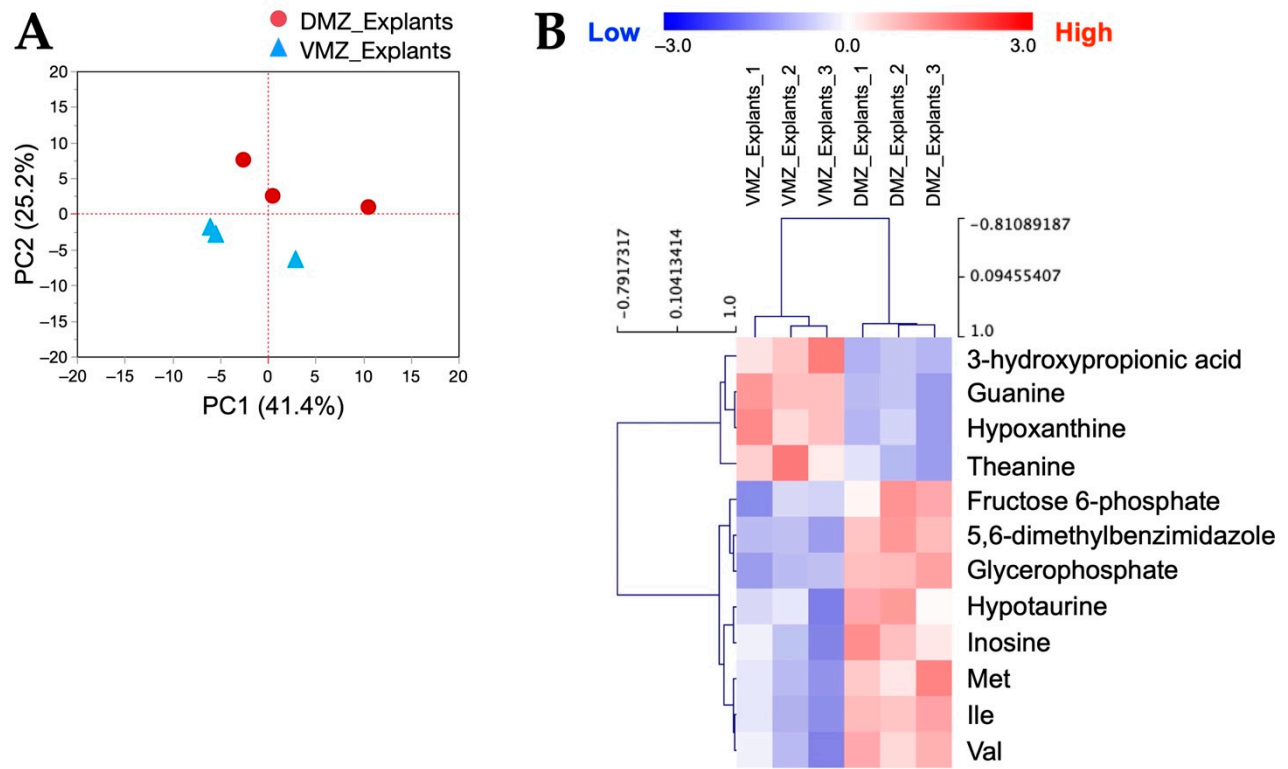 A
DMZ_Explants
VMZ_Explants
20
15
10
5
0
–5
–10
–15
–20
PC2 (25.2%)
–20 –15 –10 –5 0 5 10 15 20
PC1 (41.4%)
B
Low
High
–3.0 0.0 3.0
VMZ_Explants_1
VMZ_Explants_2
VMZ_Explants_3
DMZ_Explants_1
DMZ_Explants_2
DMZ_Explants_3
–0.7917317
0.10413414
1.0
–0.81089187
0.09455407
1.0
3-hydroxypropionic acid
Guanine
Hypoxanthine
Theanine
Fructose 6-phosphate
5,6-dimethylbenzimidazole
Glycerophosphate
Hypotaurine
Inosine
Met
Ile
Val